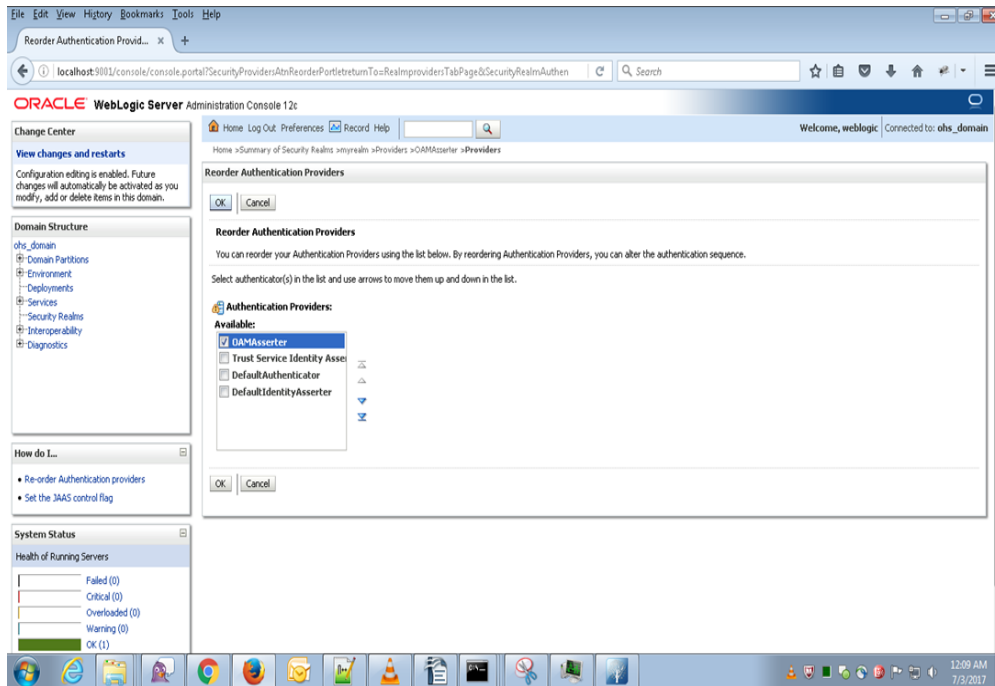 File Edit View History Bookmarks Tools Help
Reorder Authentication Provid... x +
localhost:9001/console/console.portal?SecurityProvidersAtnReorderPortletreturnTo=RealmprovidersTabPage&SecurityRealmAuthen
Search
ORACLE WebLogic Server Administration Console 12c
Change Center
View changes and restarts
Configuration editing is enabled. Future
changes will automatically be activated as you
modify, add or delete items in this domain.
Domain Structure
ohs_domain
Domain Partitions
Environment
Deployments
Services
Security Realms
Interoperability
Diagnostics
How do I...
Re-order Authentication providers
Set the JAAS control flag
System Status
Health of Running Servers
Failed (0)
Critical (0)
Overloaded (0)
Warning (0)
OK (1)
Home Log Out Preferences Record Help
Welcome, weblogic Connected to: ohs_domain
Home >Summary of Security Realms >myrealm >Providers >OAMAsserter >Providers
Reorder Authentication Providers
OK Cancel
Reorder Authentication Providers
You can reorder your Authentication Providers using the list below. By reordering Authentication Providers, you can alter the authentication sequence.
Select authenticator(s) in the list and use arrows to move them up and down in the list.
Authentication Providers:
Available:
OAMAsserter
Trust Service Identity Asser
DefaultAuthenticator
DefaultIdentityAsserter
OK Cancel
12:09 AM
7/3/2017